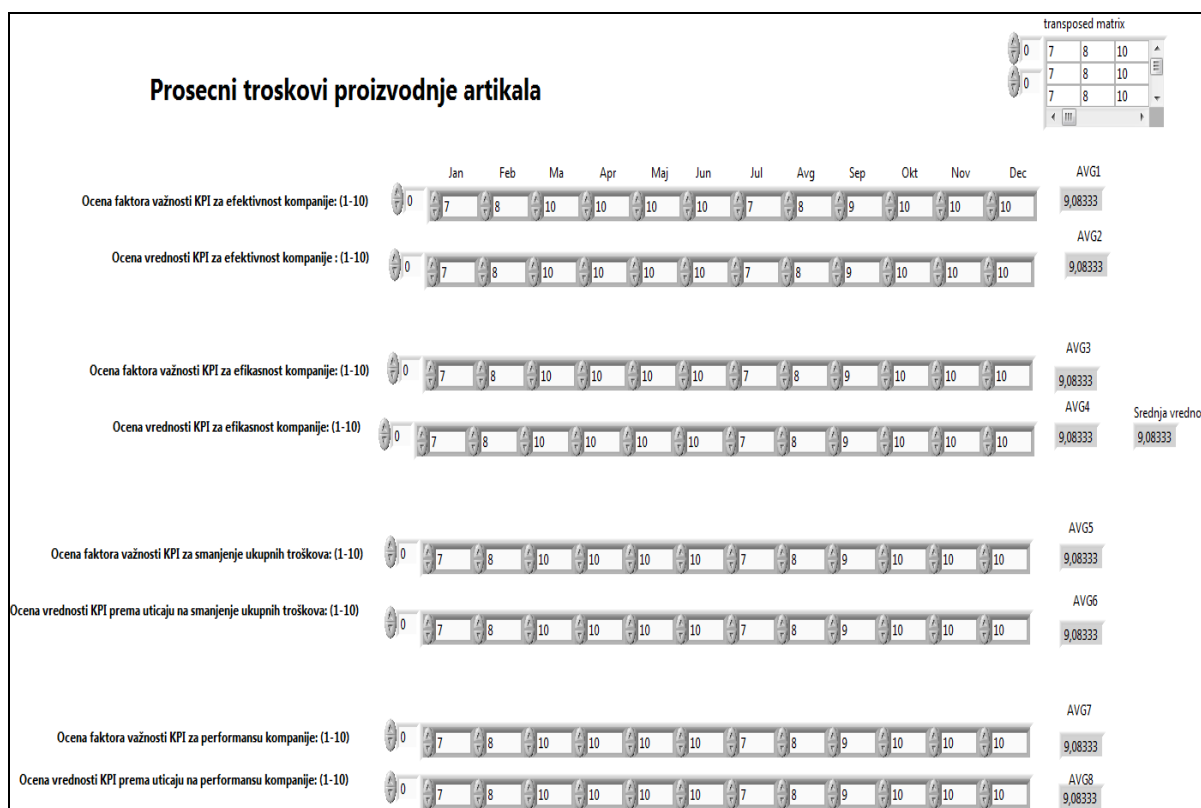 transposed matrix
0 7 8 10
7 8 10
0
7 8 10
Prosecni troskovi proizvodnje artikala
Jan Feb Ma Apr Maj Jun Jul Avg Sep Okt Nov Dec AVG1
Ocena faktora važnosti KPI za efektivnost kompanije: (1-10) 0 7 8 10 10 10 10 7 8 9 10 10 10 9,08333
AVG2
Ocena vrednosti KPI za efektivnost kompanije : (1-10) 0 7 8 10 10 10 10 7 8 9 10 10 10 9,08333
AVG3
Ocena faktora važnosti KPI za efikasnost kompanije: (1-10) 0 7 8 10 10 10 10 7 8 9 10 10 10 9,08333
AVG4 Srednja vredno
Ocena vrednosti KPI za efikasnost kompanije: (1-10) 0 7 8 10 10 10 10 7 8 9 10 10 10 9,08333 9,08333
AVG5
Ocena faktora važnosti KPI za smanjenje ukupnih troškova: (1-10) 0 7 8 10 10 10 10 7 8 9 10 10 10 9,08333
AVG6
Ocena vrednosti KPI prema uticaju na smanjenje ukupnih troškova: (1-10) 0 7 8 10 10 10 10 7 8 9 10 10 10 9,08333
AVG7
Ocena faktora važnosti KPI za performansu kompanije: (1-10) 0 7 8 10 10 10 10 7 8 9 10 10 10 9,08333
AVG8
Ocena vrednosti KPI prema uticaju na performansu kompanije: (1-10) 0 7 8 10 10 10 10 7 8 9 10 10 10 9,08333